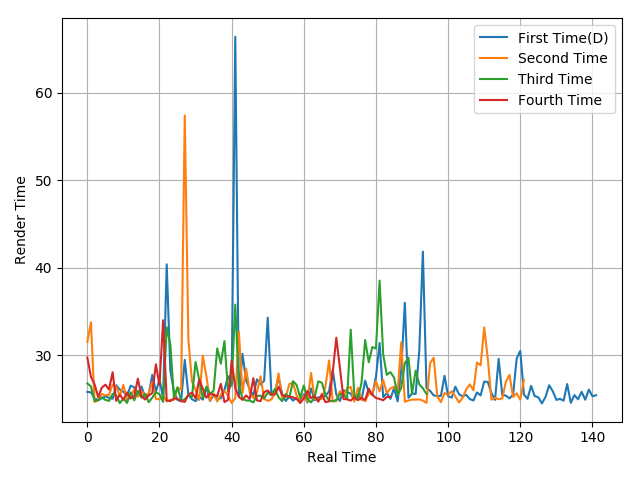 First Time(D)
Second Time
Third Time
Fourth Time
60
50
40
30
Render Time
0
20
40
60
80
100
120
140
Real Time